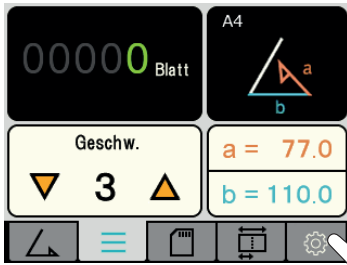 00000 Blatt
A4
a
b
Geschw.
3
a = 77.0
b = 110.0